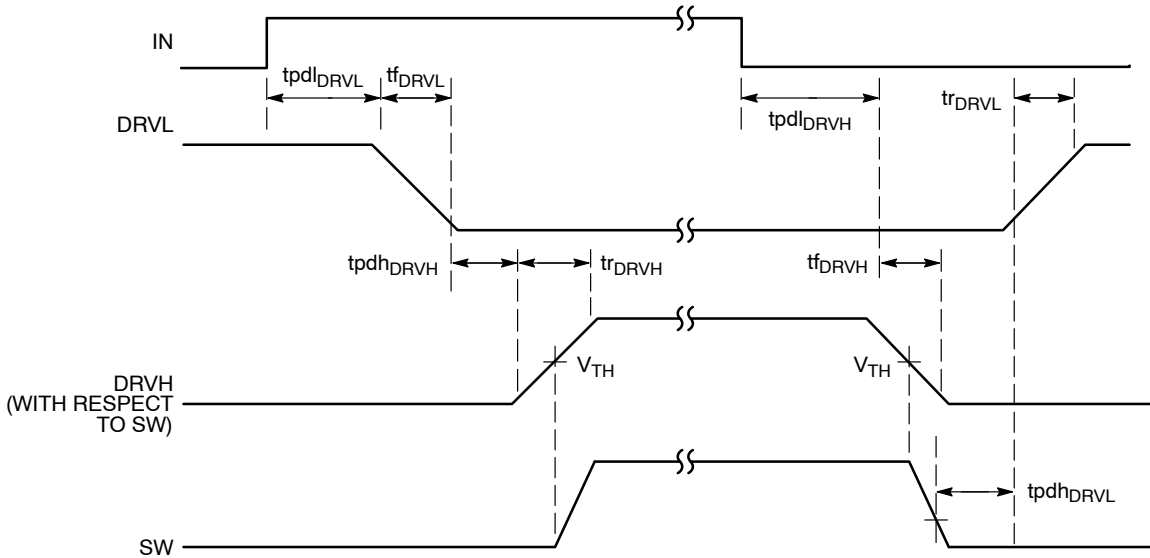 IN
tpdlDRVL
tfDRVL
tpdlDRVH
trDRVL
DRVL
tpdhDRVH
trDRVH
tfDRVH
VTH
VTH
DRVH
(WITH RESPECT
TO SW)
tpdhDRVL
SW